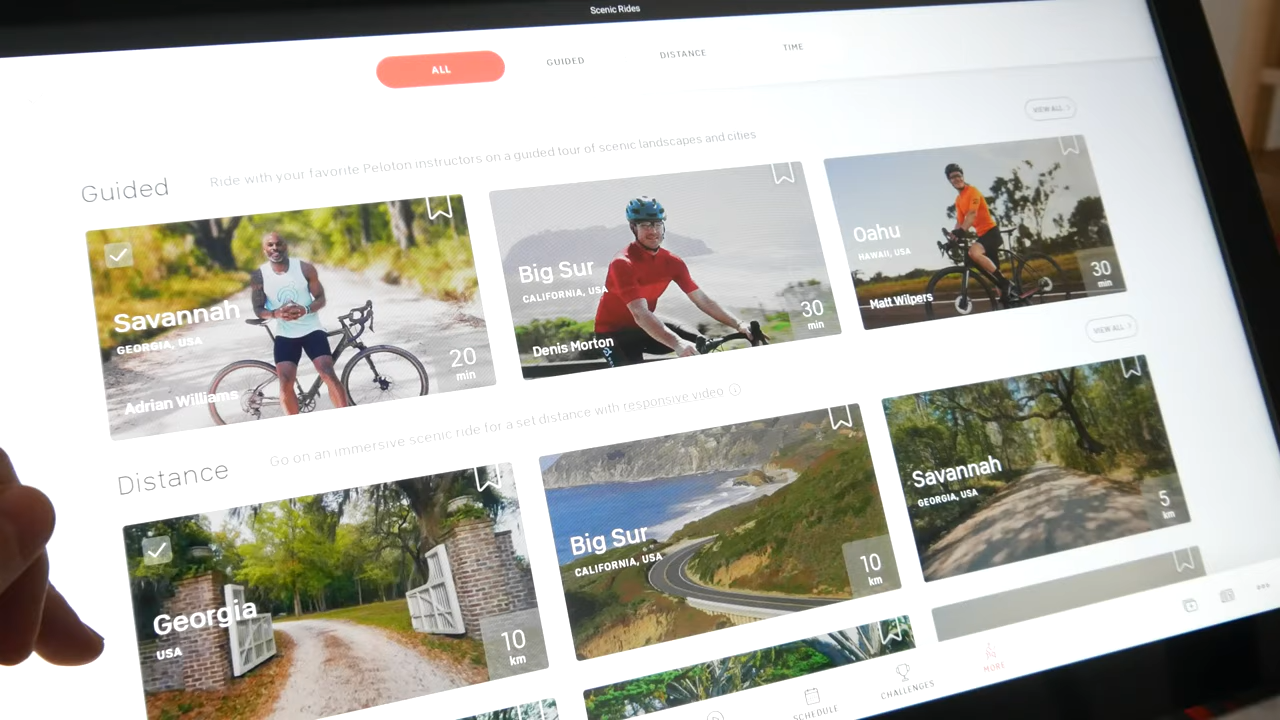 Scenic Rides
ALL
GUIDED
DISTANCE
TIME
VIEW ALL
Guided
Ride with your favorite Peloton instructors on a guided tour of scenic landscapes and cities
Savannah
GEORGIA, USA
Adrian Williams
20
min
Big Sur
CALIFORNIA, USA
Denis Morton
30
min
Oahu
HAWAII, USA
Matt Wilpers
30
min
VIEW ALL
Distance
Go on an immersive scenic ride for a set distance with responsive video
Georgia
USA
10
km
Big Sur
CALIFORNIA, USA
10
km
Savannah
GEORGIA, USA
5
km
SCHEDULE
CHALLENGES
MORE